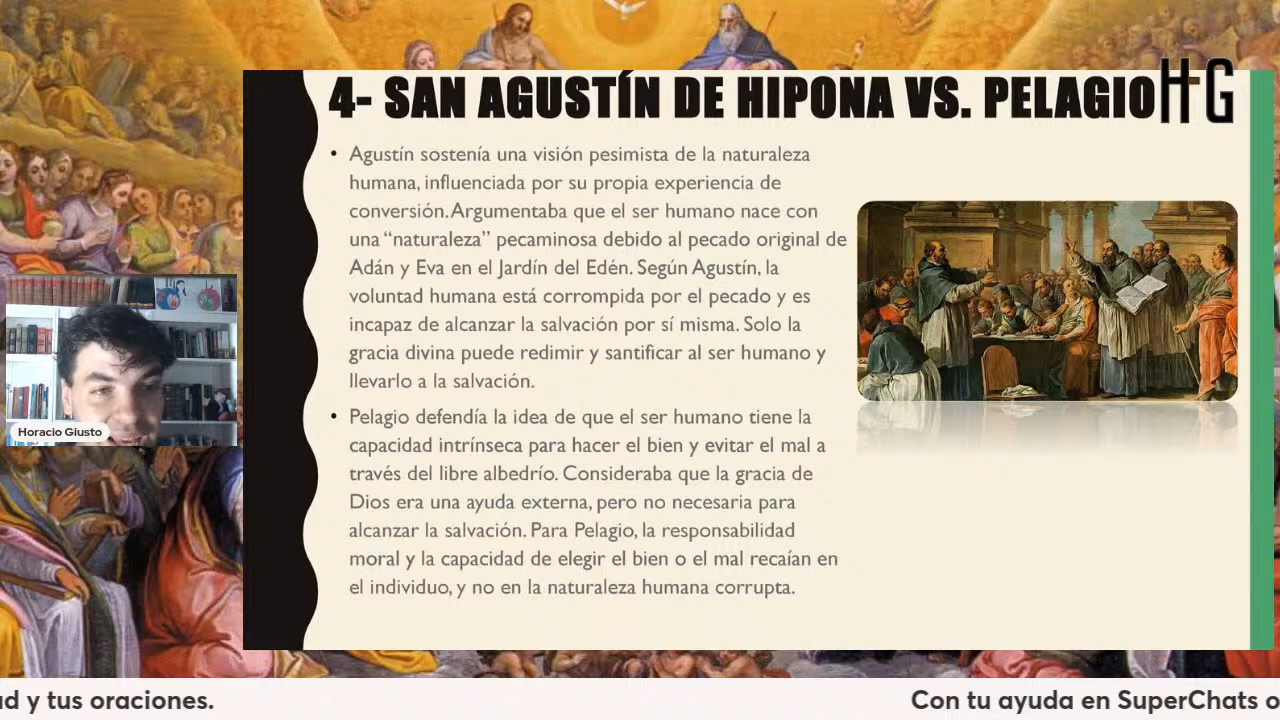 4- SAN AGUSTÍN DE HIPONA VS. PELAGIO
HG
• Agustín sostenía una visión pesimista de la naturaleza
humana, influenciada por su propia experiencia de
conversión. Argumentaba que el ser humano nace con
una “naturaleza” pecaminosa debido al pecado original de
Adán y Eva en el Jardín del Edén. Según Agustín, la
voluntad humana está corrompida por el pecado y es
incapaz de alcanzar la salvación por sí misma. Solo la
gracia divina puede redimir y santificar al ser humano y
llevarlo a la salvación.
• Pelagio defendía la idea de que el ser humano tiene la
capacidad intrínseca para hacer el bien y evitar el mal a
través del libre albedrío. Consideraba que la gracia de
Dios era una ayuda externa, pero no necesaria para
alcanzar la salvación. Para Pelagio, la responsabilidad
moral y la capacidad de elegir el bien o el mal recaían en
el individuo, y no en la naturaleza humana corrupta.
Horacio Giusto
ad y tus oraciones.
Con tu ayuda en SuperChats o